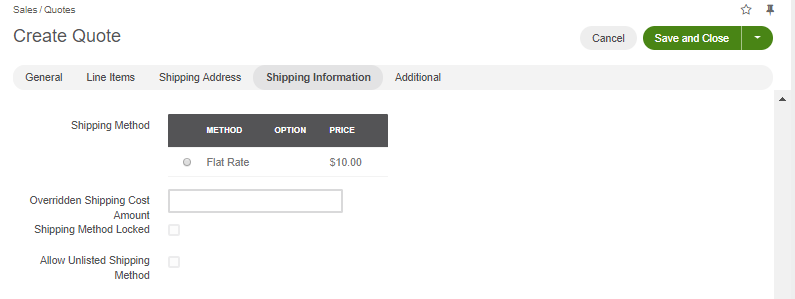 Sales / Quotes
Create Quote
Cancel
Save and Close
General
Line Items
Shipping Address
Shipping Information
Additional
Shipping Method
METHOD OPTION PRICE
Flat Rate $10.00
Overridden Shipping Cost
Amount
Shipping Method Locked
Allow Unlisted Shipping
Method